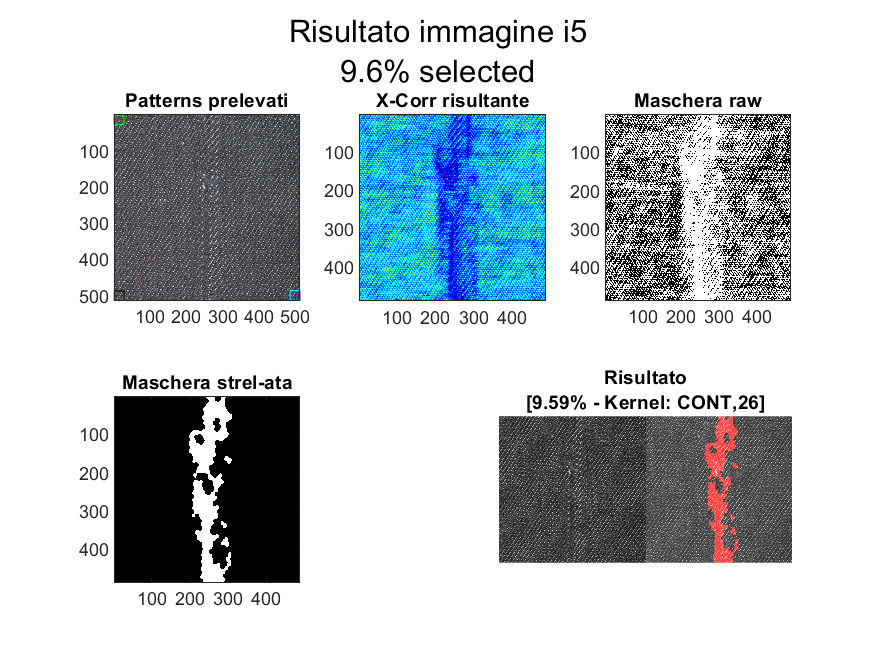 Risultato immagine i5
9.6% selected
Patterns prelevati
100
200
300
400
500
100 200 300 400 500
X-Corr risultante
100
200
300
400
100 200 300 400
Maschera raw
100
200
300
400
100 200 300 400
Maschera strel-ata
100
200
300
400
100 200 300 400
Risultato
[9.59% - Kernel: CONT,26]